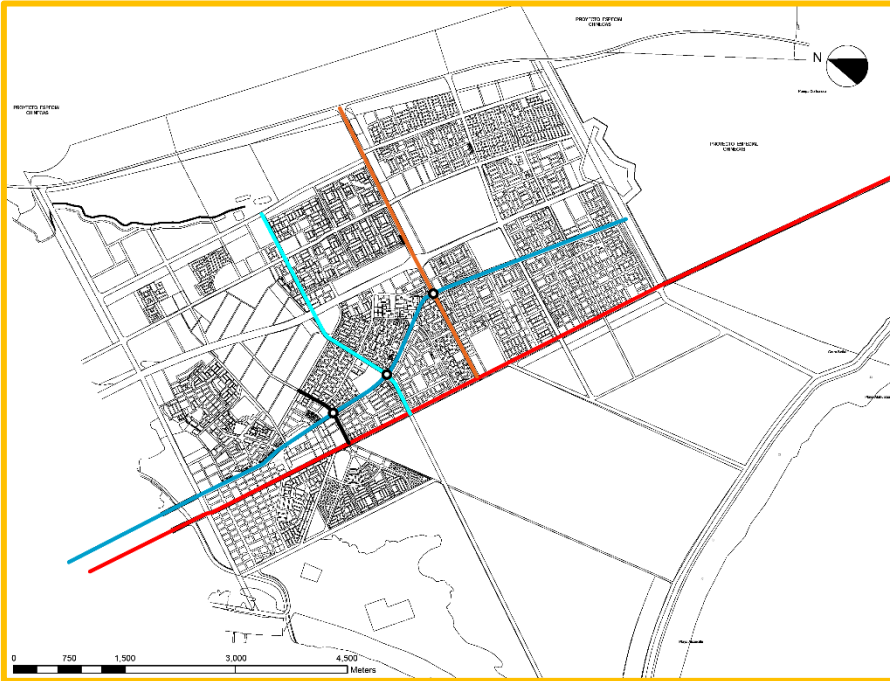 PROYECTO ESPECIAL
CHINECAS
N
PROYECTO ESPECIAL
CHINECAS
PROYECTO ESPECIAL
CHINECAS
0 750 1,500 3,000 4,500
Meters